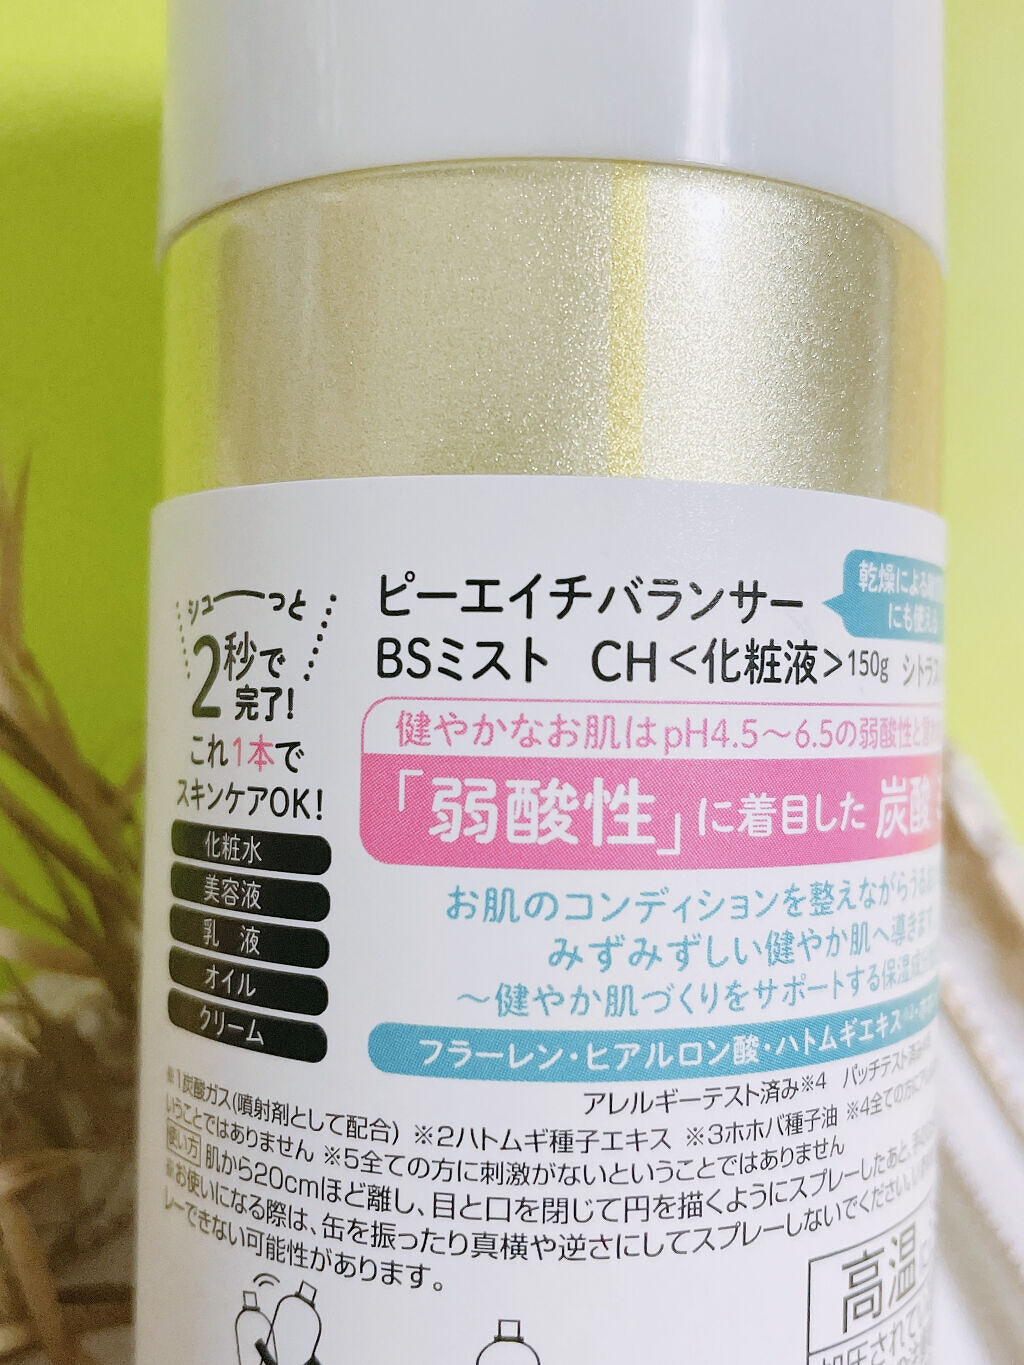 シューーっと
2秒で
完了!
これ1本で
スキンケアOK!
化粧水
美容液
乳 液
オイル
クリーム
ピーエイチバランサー
BSミスト CH<化粧液>150g シトラス
乾燥による
にも使える
健やかなお肌はpH4.5〜6.5の弱酸性と
「弱酸性」に着目した 炭酸
お肌のコンディションを整えながらうるお
みずみずしい健やか肌へ導きます
〜健やか肌づくりをサポートする保湿成分
フラーレン・ヒアルロン酸・ハトムギエキス
アレルギーテスト済み※4 パッチテスト済み
※1炭酸ガス(噴射剤として配合) ※2ハトムギ種子エキス ※3ホホバ種子油 ※4全ての方に
いうことではありません ※5全ての方に刺激がないということではありません
使い方 肌から20cmほど離し、目と口を閉じて円を描くようにスプレーしたあと、
※お使いになる際は、缶を振ったり真横や逆さにしてスプレーしないでください。
レーできない可能性があります。
高温